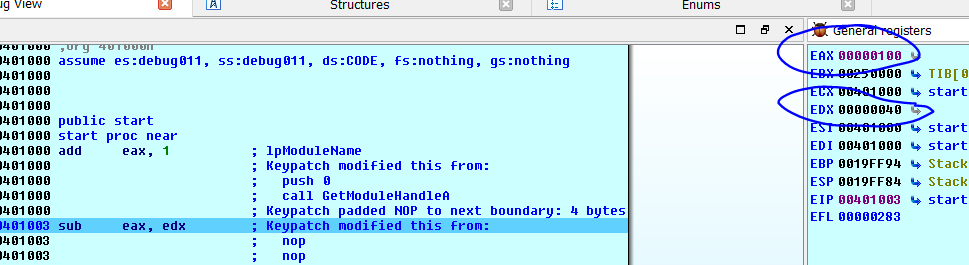 ug View
Structures
Enums
0401000 ;org 401000h
0401000 assume es:debug011, ss:debug011, ds:CODE, fs:nothing, gs:nothing
0401000
0401000
0401000 public start
0401000 start proc near
0401000 add eax, 1 ; lpModuleName
0401000 ; Keypatch modified this from:
0401000 ; push 0
0401000 ; call GetModuleHandleA
0401000 ; Keypatch padded NOP to next boundary: 4 bytes
0401003 sub eax, edx ; Keypatch modified this from:
0401003 ; nop
0401003 ; nop
General registers
EAX 00000100
EBX 00250000 TIB[0
ECX 00401000 start
EDX 00000040
ESI 00401000 start
EDI 00401000 start
EBP 0019FF94 Stack
ESP 0019FF84 Stack
EIP 00401003 start
EFL 00000283